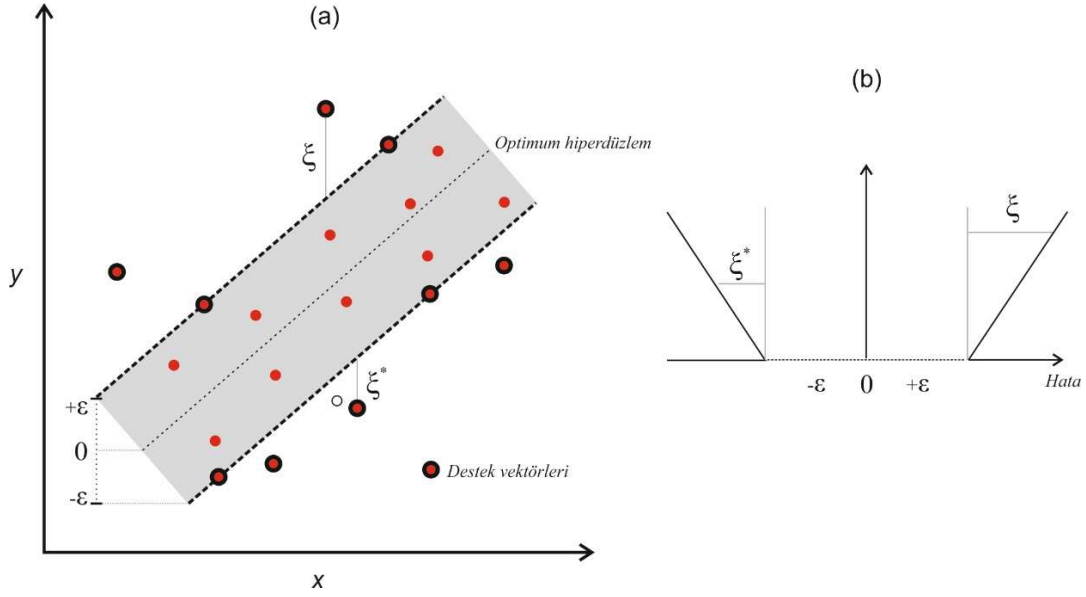 (a)
y
ξ
Optimum hiperdüzlem
ξ*
+ε
0
-ε
Destek vektörleri
x
(b)
ξ*
ξ
-ε 0 +ε
Hata